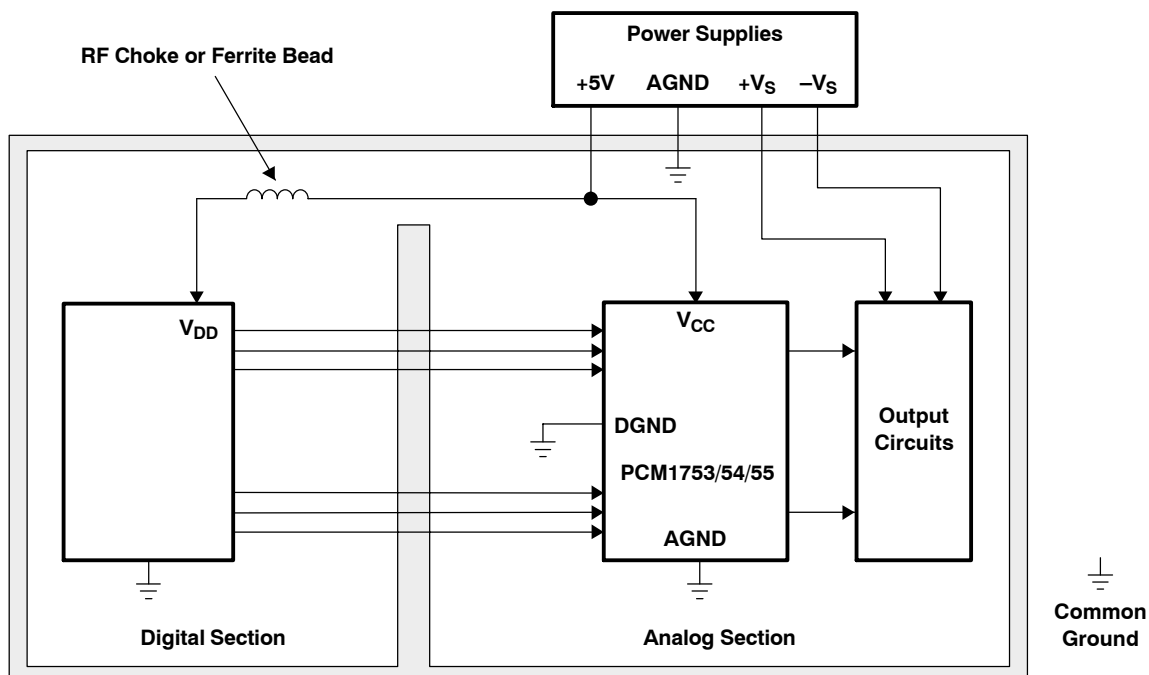 Power Supplies
RF Choke or Ferrite Bead
+5V AGND +VS –VS
VDD
VCC
DGND
Output
Circuits
PCM1753/54/55
AGND
Common
Ground
Digital Section
Analog Section